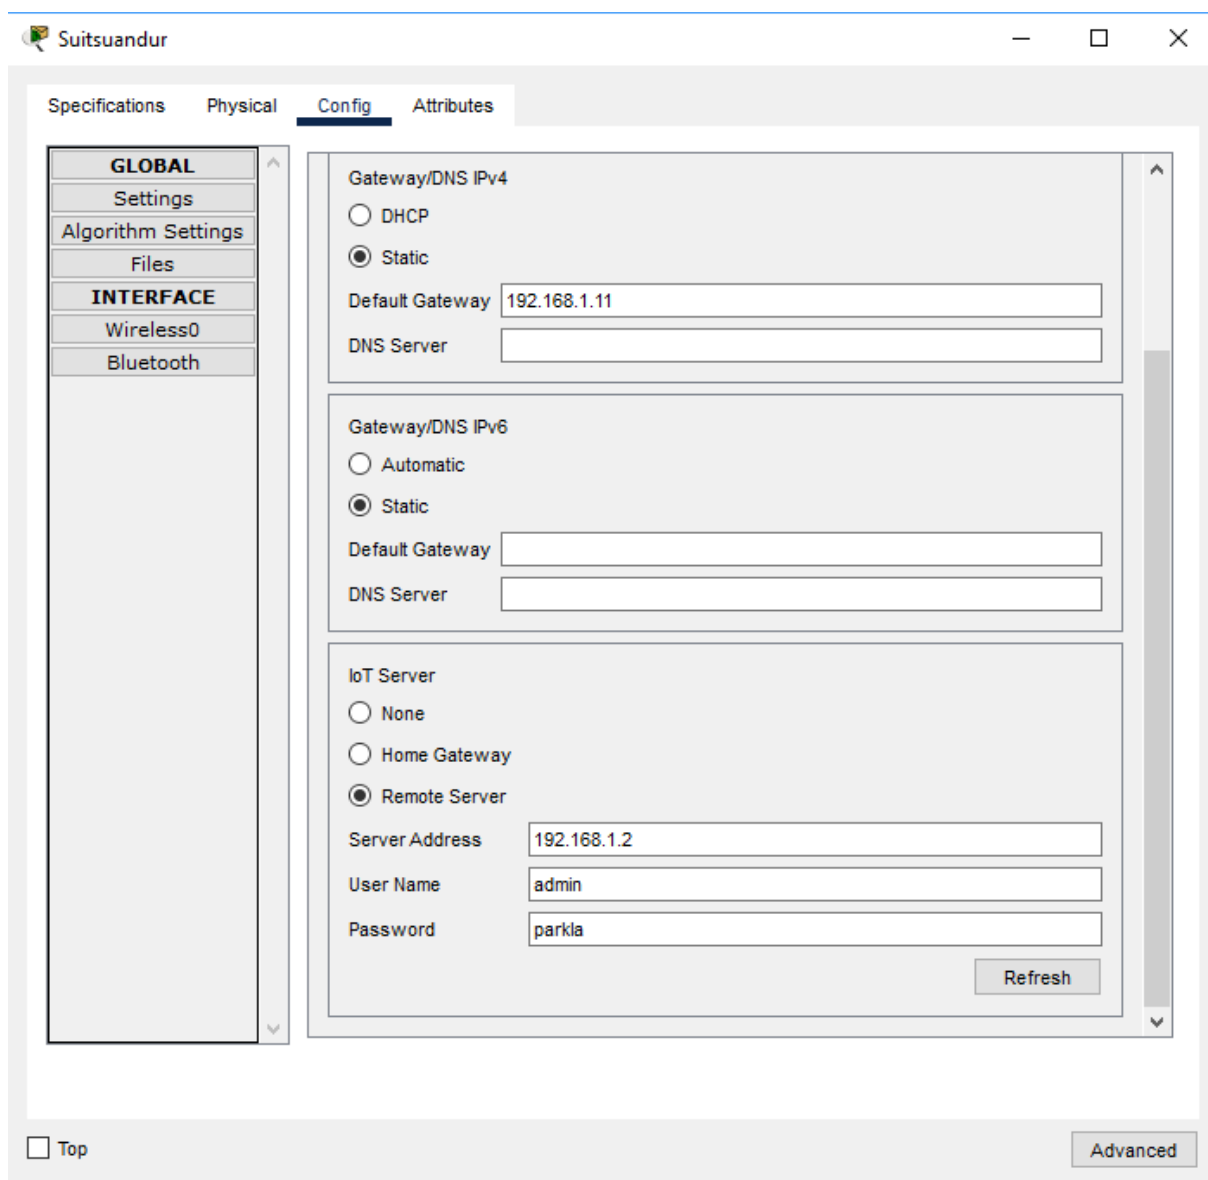 Suitsuandur
Specifications Physical Config Attributes
GLOBAL
Settings
Algorithm Settings
Files
INTERFACE
Wireless0
Bluetooth
Gateway/DNS IPv4
DHCP
Static
Default Gateway 192.168.1.11
DNS Server
Gateway/DNS IPv6
Automatic
Static
Default Gateway
DNS Server
IoT Server
None
Home Gateway
Remote Server
Server Address 192.168.1.2
User Name admin
Password parkla
Refresh
Top
Advanced